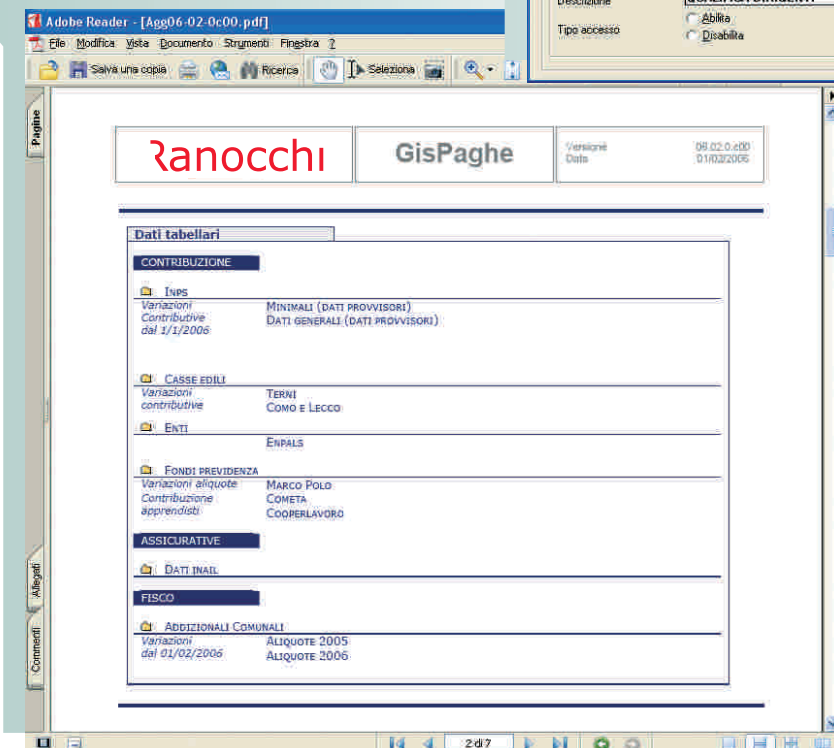 Adobe Reader - [Agg06-02-0c00.pdf]
File Modifica Vista Documento Strumenti Finestra ?
Salva una copia Ricerca Seleziona
Descrizione QUALIFICA DIRIGENTI
Tipo accesso Abilita
Disabilita
Pagine
Ranocchi GisPaghe Versione 06.02.0.c00
Data 01/02/2006
Dati tabellari
CONTRIBUZIONE
INPS
Variazioni MINIMALI (DATI PROVVISORI)
Contributive DATI GENERALI (DATI PROVVISORI)
dal 1/1/2006
CASSE EDILI
Variazioni TERNI
contributive COMO E LECCO
ENTI
ENPALS
FONDI PREVIDENZA
Variazioni aliquote MARCO POLO
Contribuzione COMETA
apprendisti COOPERLAVORO
ASSICURATIVE
DATI INAIL
FISCO
ADDIZIONALI COMUNALI
Variazioni ALIQUOTE 2005
dal 01/02/2006 ALIQUOTE 2006
Allegati
Commenti
2 di 7